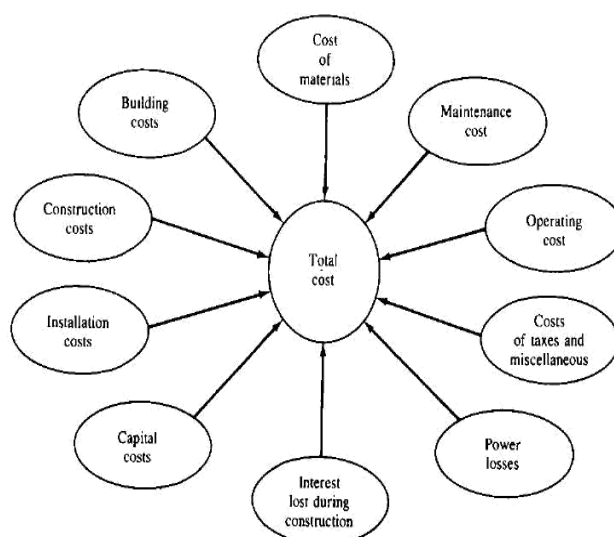 Cost
of
materials
Building
costs
Maintenance
cost
Construction
costs
Operating
cost
Total
cost
Installation
costs
Costs
of taxes and
miscellaneous
Capital
costs
Power
losses
Interest
lost during
construction